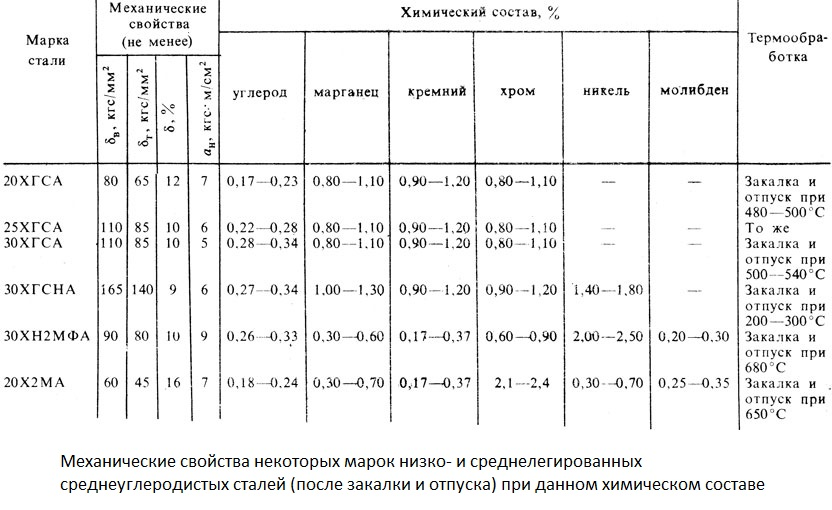 Марка стали | Механические свойства (не менее) | Химический состав, % | Термообра-ботка
δв, кгс/мм² | δт, кгс/мм² | δ, % | aн, кгс·м/см² | углерод | марганец | кремний | хром | никель | молибден
20ХГСА | 80 | 65 | 12 | 7 | 0,17—0,23 | 0,80—1,10 | 0,90—1,20 | 0,80—1,10 | — | — | Закалка и отпуск при 480—500°С
25ХГСА | 110 | 85 | 10 | 6 | 0,22—0,28 | 0,80—1,10 | 0,90—1,20 | 0,80—1,10 | — | — | То же
30ХГСА | 110 | 85 | 10 | 5 | 0,28—0,34 | 0,80—1,10 | 0,90—1,20 | 0,80—1,10 | — | — | Закалка и отпуск при 500—540°С
30ХГСНА | 165 | 140 | 9 | 6 | 0,27—0,34 | 1,00—1,30 | 0,90—1,20 | 0,90—1,20 | 1,40—1,80 | — | Закалка и отпуск при 200—300°С
30ХН2МФА | 90 | 80 | 10 | 9 | 0,26—0,33 | 0,30—0,60 | 0,17—0,37 | 0,60—0,90 | 2,00—2,50 | 0,20—0,30 | Закалка и отпуск при 680°С
20Х2МА | 60 | 45 | 16 | 7 | 0,18—0,24 | 0,30—0,70 | 0,17—0,37 | 2,1—2,4 | 0,30—0,70 | 0,25—0,35 | Закалка и отпуск при 650°С
Механические свойства некоторых марок низко- и среднелегированных
среднеуглеродистых сталей (после закалки и отпуска) при данном химическом составе